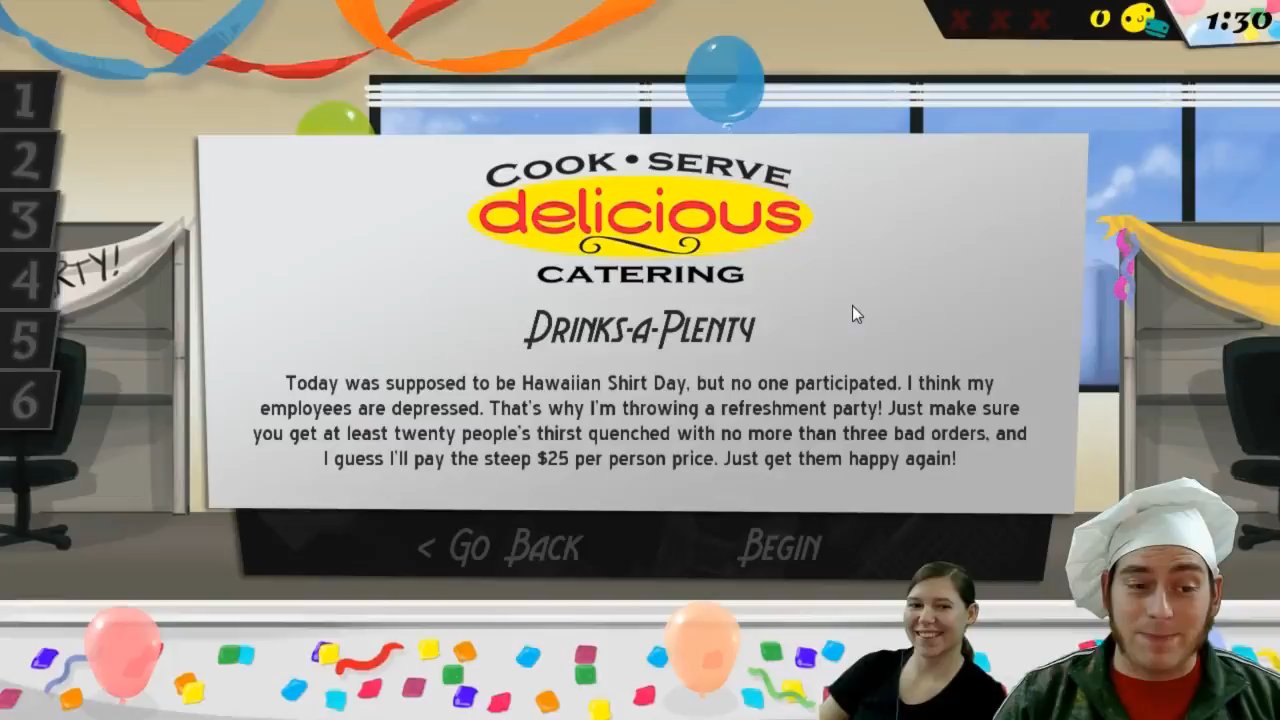 0
1:30
1
2
3
4
5
6
RTY!
COOK • SERVE
delicious
CATERING
DRINKS-A-PLENTY
Today was supposed to be Hawaiian Shirt Day, but no one participated. I think my
employees are depressed. That's why I'm throwing a refreshment party! Just make sure
you get at least twenty people's thirst quenched with no more than three bad orders, and
I guess I'll pay the steep $25 per person price. Just get them happy again!
< GO BACK
BEGIN